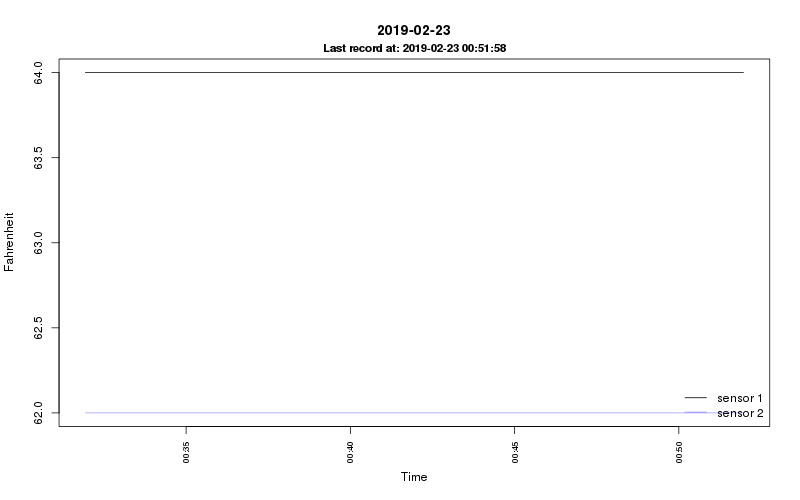 2019-02-23
Last record at: 2019-02-23 00:51:58
Fahrenheit
64.0
63.5
63.0
62.5
62.0
sensor 1
sensor 2
00:35
00:40
00:45
00:50
Time